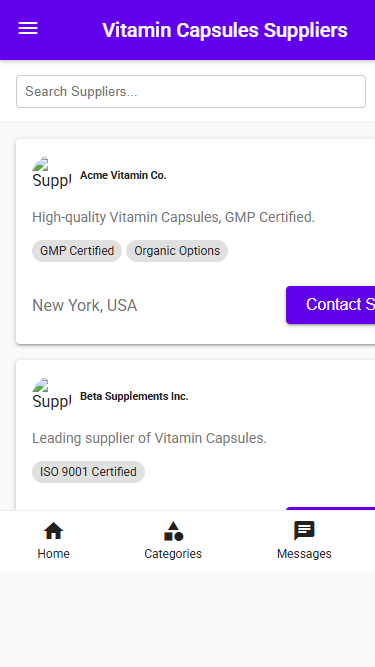 Vitamin Capsules Suppliers
Search Suppliers...
Suppl
Acme Vitamin Co.
High-quality Vitamin Capsules, GMP Certified.
GMP Certified Organic Options
New York, USA
Contact S
Suppl
Beta Supplements Inc.
Leading supplier of Vitamin Capsules.
ISO 9001 Certified
Home Categories Messages